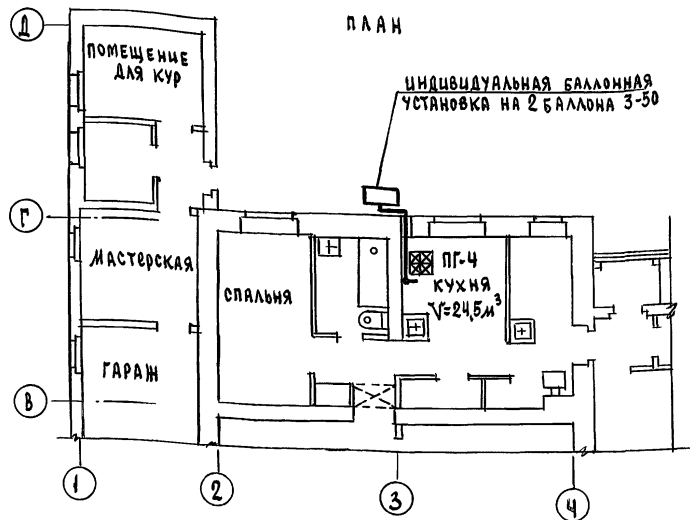 ПЛАН
Д
ПОМЕЩЕНИЕ
ДЛЯ КУР
ИНДИВИДУАЛЬНАЯ БАЛЛОННАЯ
УСТАНОВКА НА 2 БАЛЛОНА 3-50
Г
МАСТЕРСКАЯ
ПГ-4
КУХНЯ
V=24,5м³
СПАЛЬНЯ
ГАРАЖ
В
1
2
3
4